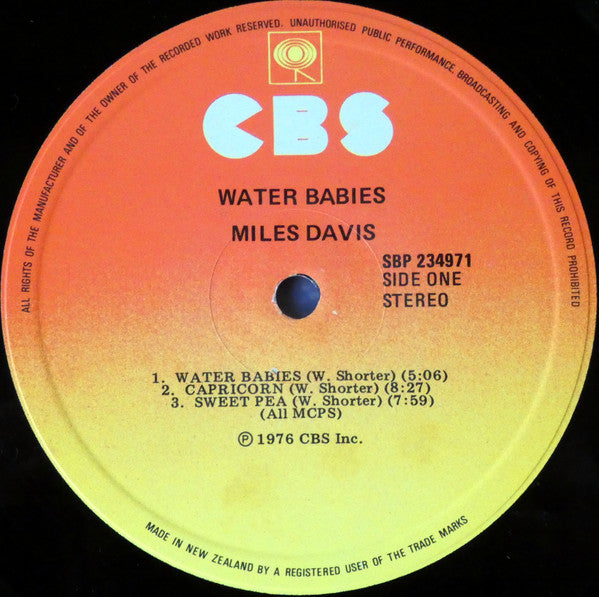 ALL RIGHTS OF THE MANUFACTURER AND OF THE OWNER OF THE RECORDED WORK RESERVED. UNAUTHORISED PUBLIC PERFORMANCE, BROADCASTING AND COPYING OF THIS RECORD PROHIBITED
CBS
WATER BABIES
MILES DAVIS
SBP 234971
SIDE ONE
STEREO
1. WATER BABIES (W. Shorter) (5:06)
2. CAPRICORN (W. Shorter) (8:27)
3. SWEET PEA (W. Shorter) (7:59)
(All MCPS)
℗ 1976 CBS Inc.
MADE IN NEW ZEALAND BY A REGISTERED USER OF THE TRADE MARKS